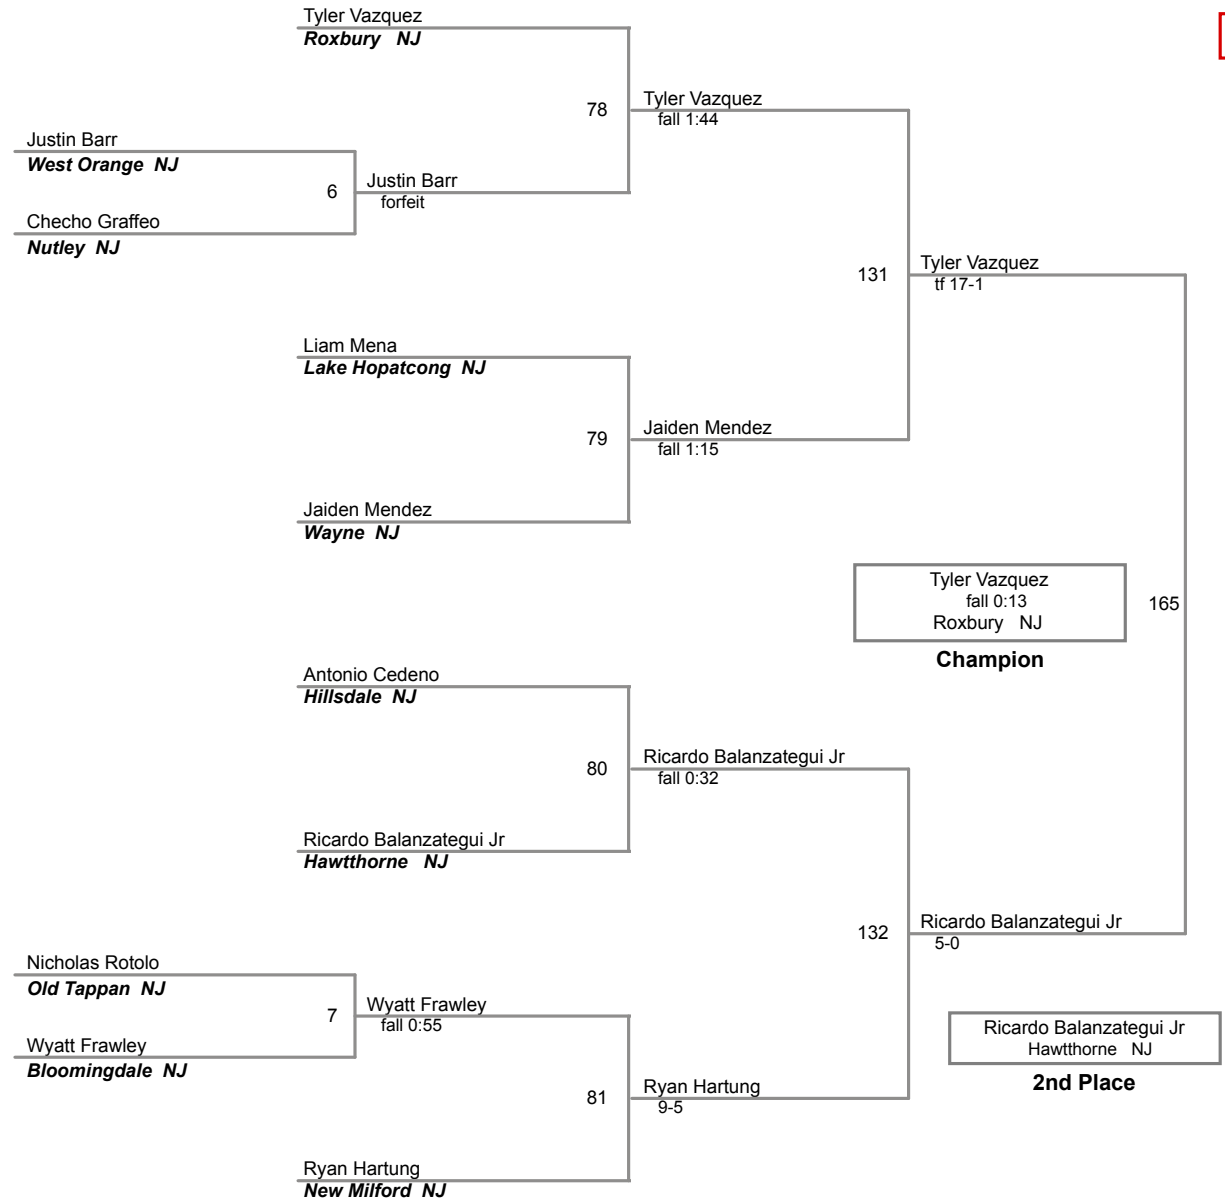 Tyler Vazquez
Roxbury NJ
78
Tyler Vazquez
fall 1:44
Justin Barr
West Orange NJ
6
Justin Barr
forfeit
Checho Graffeo
Nutley NJ
131
Tyler Vazquez
tf 17-1
Liam Mena
Lake Hopatcong NJ
79
Jaiden Mendez
fall 1:15
Jaiden Mendez
Wayne NJ
Tyler Vazquez
fall 0:13
Roxbury NJ
165
Champion
Antonio Cedeno
Hillsdale NJ
80
Ricardo Balanzategui Jr
fall 0:32
Ricardo Balanzategui Jr
Hawtthorne NJ
132
Ricardo Balanzategui Jr
5-0
Nicholas Rotolo
Old Tappan NJ
7
Wyatt Frawley
fall 0:55
Wyatt Frawley
Bloomingdale NJ
Ricardo Balanzategui Jr
Hawtthorne NJ
2nd Place
81
Ryan Hartung
9-5
Ryan Hartung
New Milford NJ